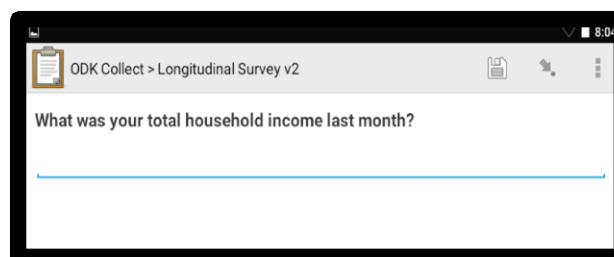 8:04
ODK Collect > Longitudinal Survey v2
What was your total household income last month?